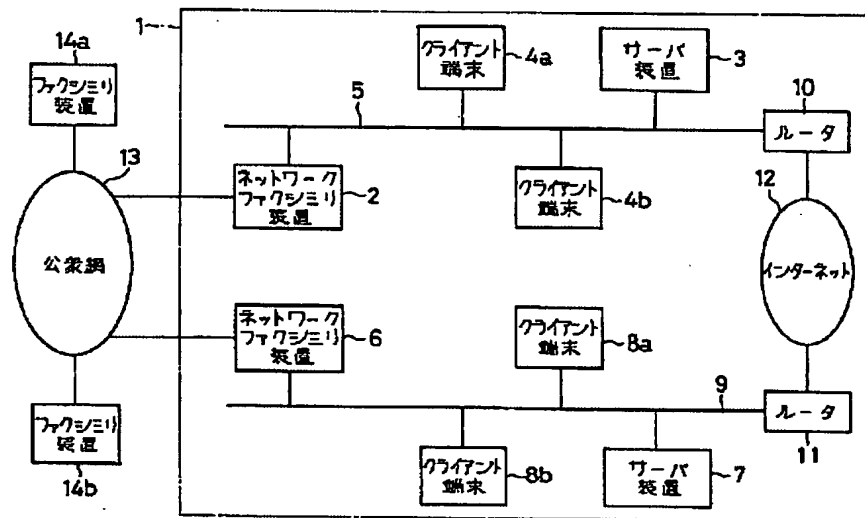 1
14a
ファクシミリ
装置
クライアント
端末
4a
サーバ
装置
3
5
10
ルータ
13
ネットワーク
ファクシミリ
装置
2
クライアント
端末
4b
12
公衆網
インターネット
ネットワーク
ファクシミリ
装置
6
クライアント
端末
8a
9
ルータ
11
ファクシミリ
装置
14b
クライアント
端末
8b
サーバ
装置
7